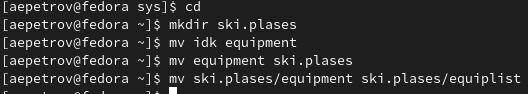 [aepetrov@fedora sys]$ cd
[aepetrov@fedora ~]$ mkdir ski.plases
[aepetrov@fedora ~]$ mv idk equipment
[aepetrov@fedora ~]$ mv equipment ski.plases
[aepetrov@fedora ~]$ mv ski.plases/equipment ski.plases/equiplist
[aepetrov@fedora ~]$